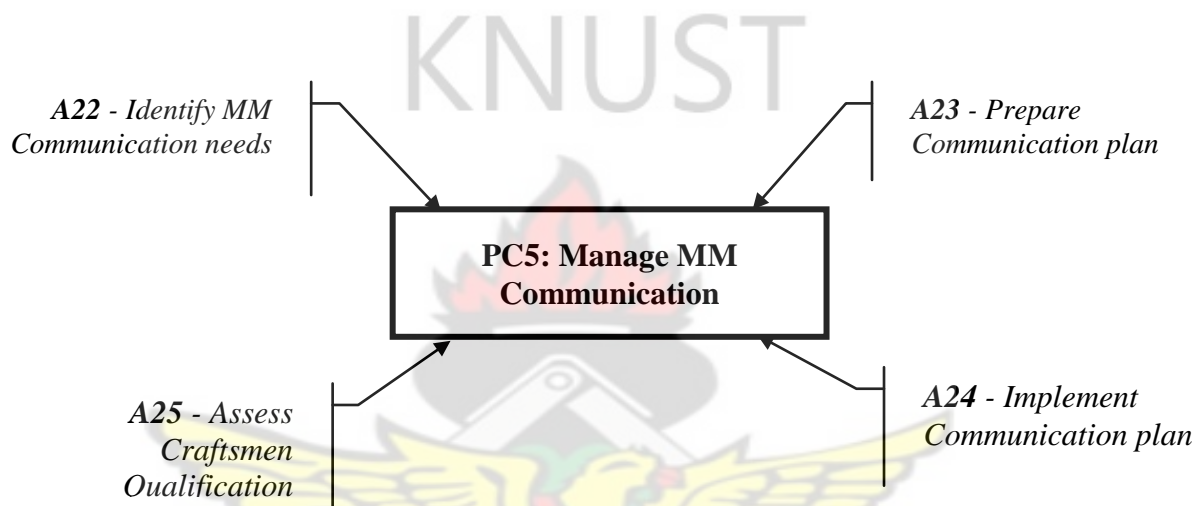 KNUST
A22 - Identify MM
Communication needs
A23 - Prepare
Communication plan
PC5: Manage MM
Communication
A25 - Assess
Craftsmen
Qualification
A24 - Implement
Communication plan